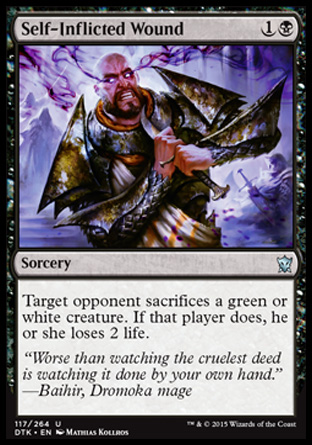 Self-Inflicted Wound 1
Sorcery
Target opponent sacrifices a green or
white creature. If that player does, he
or she loses 2 life.
“Worse than watching the cruelest deed
is watching it done by your own hand.”
—Baihir, Dromoka mage
117/264 U
DTK • EN Mathias Kollros
™ & © 2015 Wizards of the Coast